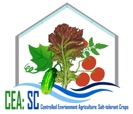 CEA: SC
Controlled Environment Agriculture: Salt-tolerant Crops